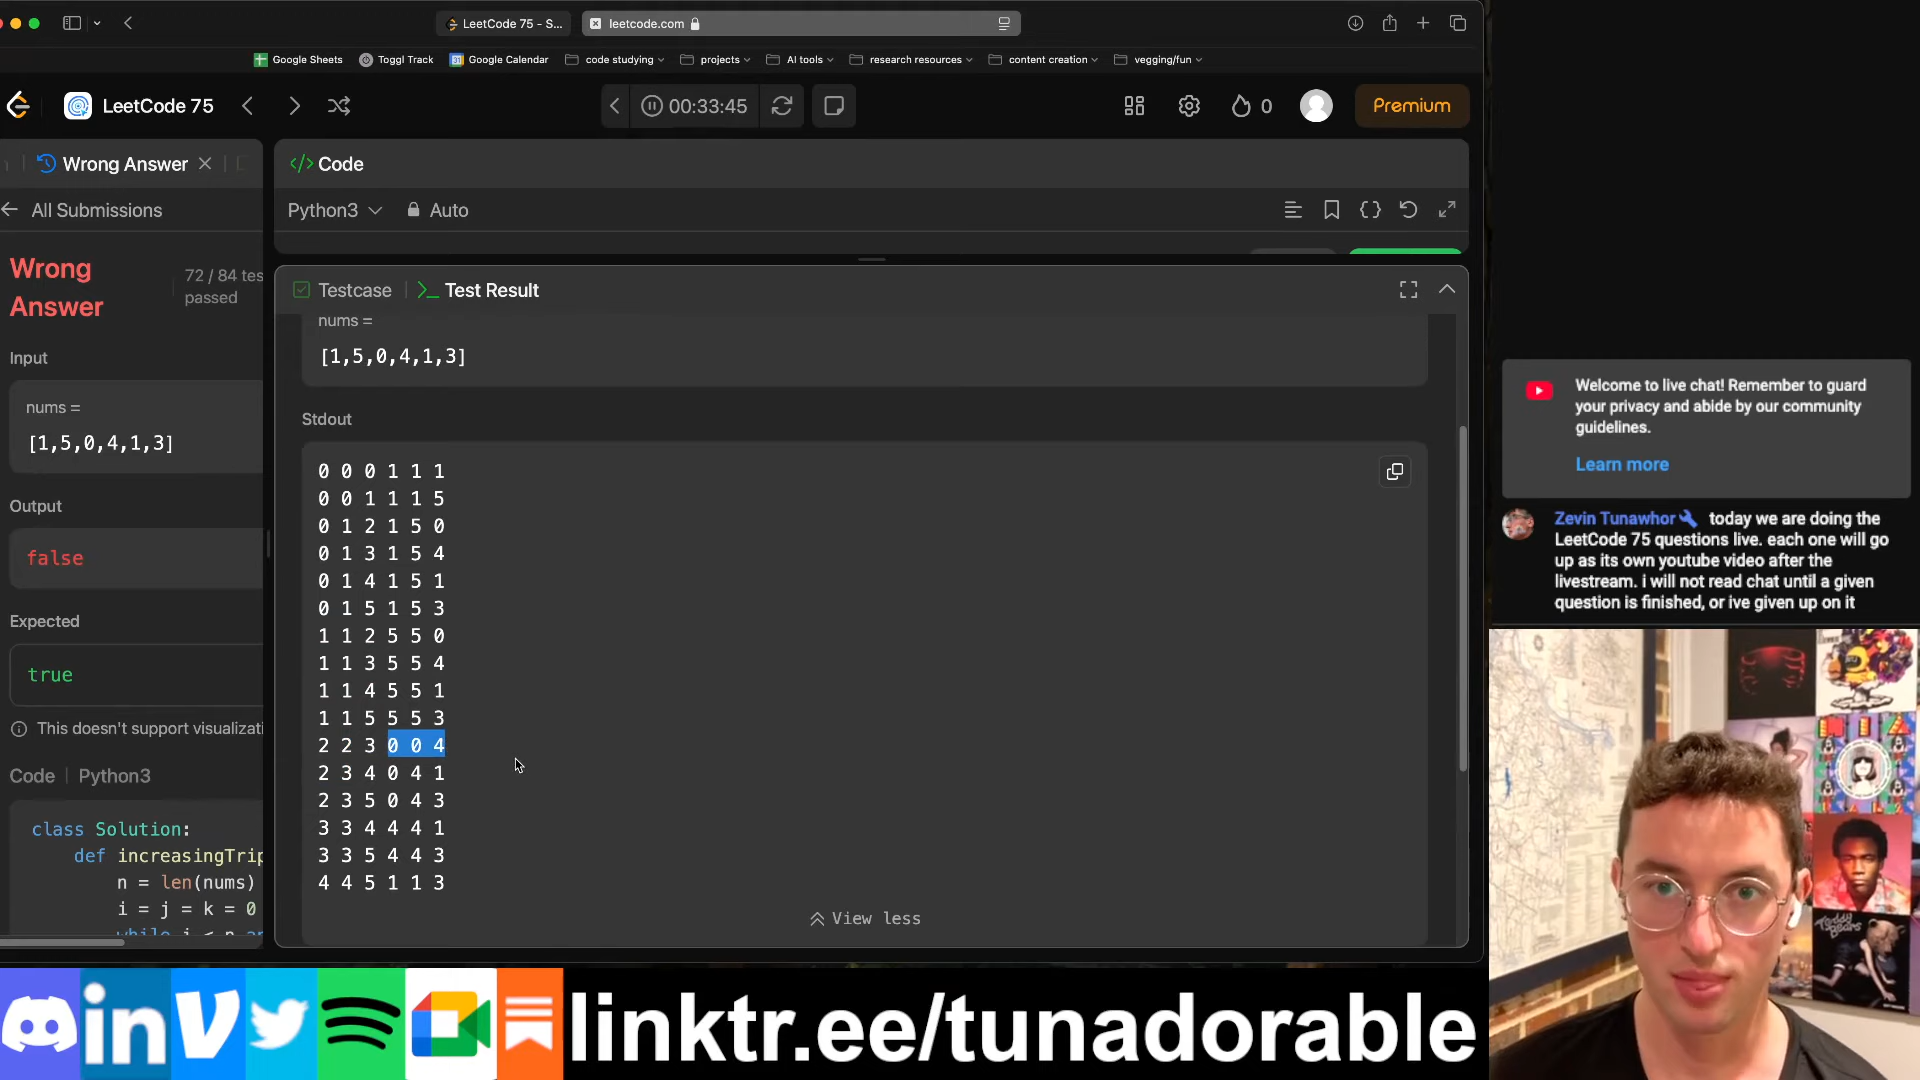 LeetCode 75 - S...
leetcode.com
Google Sheets
Toggl Track
Google Calendar
code studying
projects
AI tools
research resources
content creation
vegging/fun
LeetCode 75
00:33:45
0
Premium
Wrong Answer
All Submissions
Wrong
Answer
72 / 84 tes
passed
Input
nums =
[1,5,0,4,1,3]
Output
false
Expected
true
This doesn't support visualizati
Code | Python3
class Solution:
def increasingTrip
n = len(nums)
i = j = k = 0
while i < n an
</> Code
Python3
Auto
Testcase
Test Result
nums =
[1,5,0,4,1,3]
Stdout
0 0 0 1 1 1
0 0 1 1 1 5
0 1 2 1 5 0
0 1 3 1 5 4
0 1 4 1 5 1
0 1 5 1 5 3
1 1 2 5 5 0
1 1 3 5 5 4
1 1 4 5 5 1
1 1 5 5 5 3
2 2 3 0 0 4
2 3 4 0 4 1
2 3 5 0 4 3
3 3 4 4 4 1
3 3 5 4 4 3
4 4 5 1 1 3
View less
Welcome to live chat! Remember to guard
your privacy and abide by our community
guidelines.
Learn more
Zevin Tunawhor today we are doing the
LeetCode 75 questions live. each one will go
up as its own youtube video after the
livestream. i will not read chat until a given
question is finished, or ive given up on it
in
linktr.ee/tunadorable